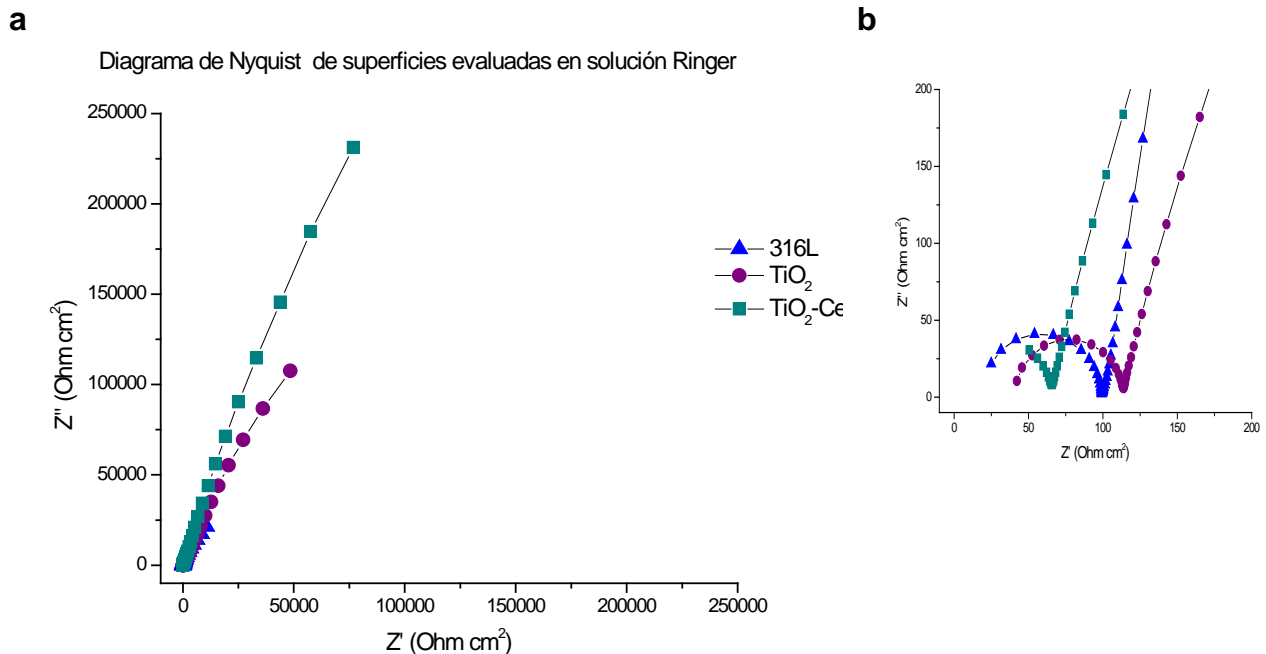 a
b
Diagrama de Nyquist de superficies evaluadas en solución Ringer
250000
200000
150000
100000
50000
0
Z'' (Ohm cm²)
0 50000 100000 150000 200000 250000
Z' (Ohm cm²)
316L
TiO₂
TiO₂-Ce
200
150
100
50
0
Z'' (Ohm cm²)
0 50 100 150 200
Z' (Ohm cm²)